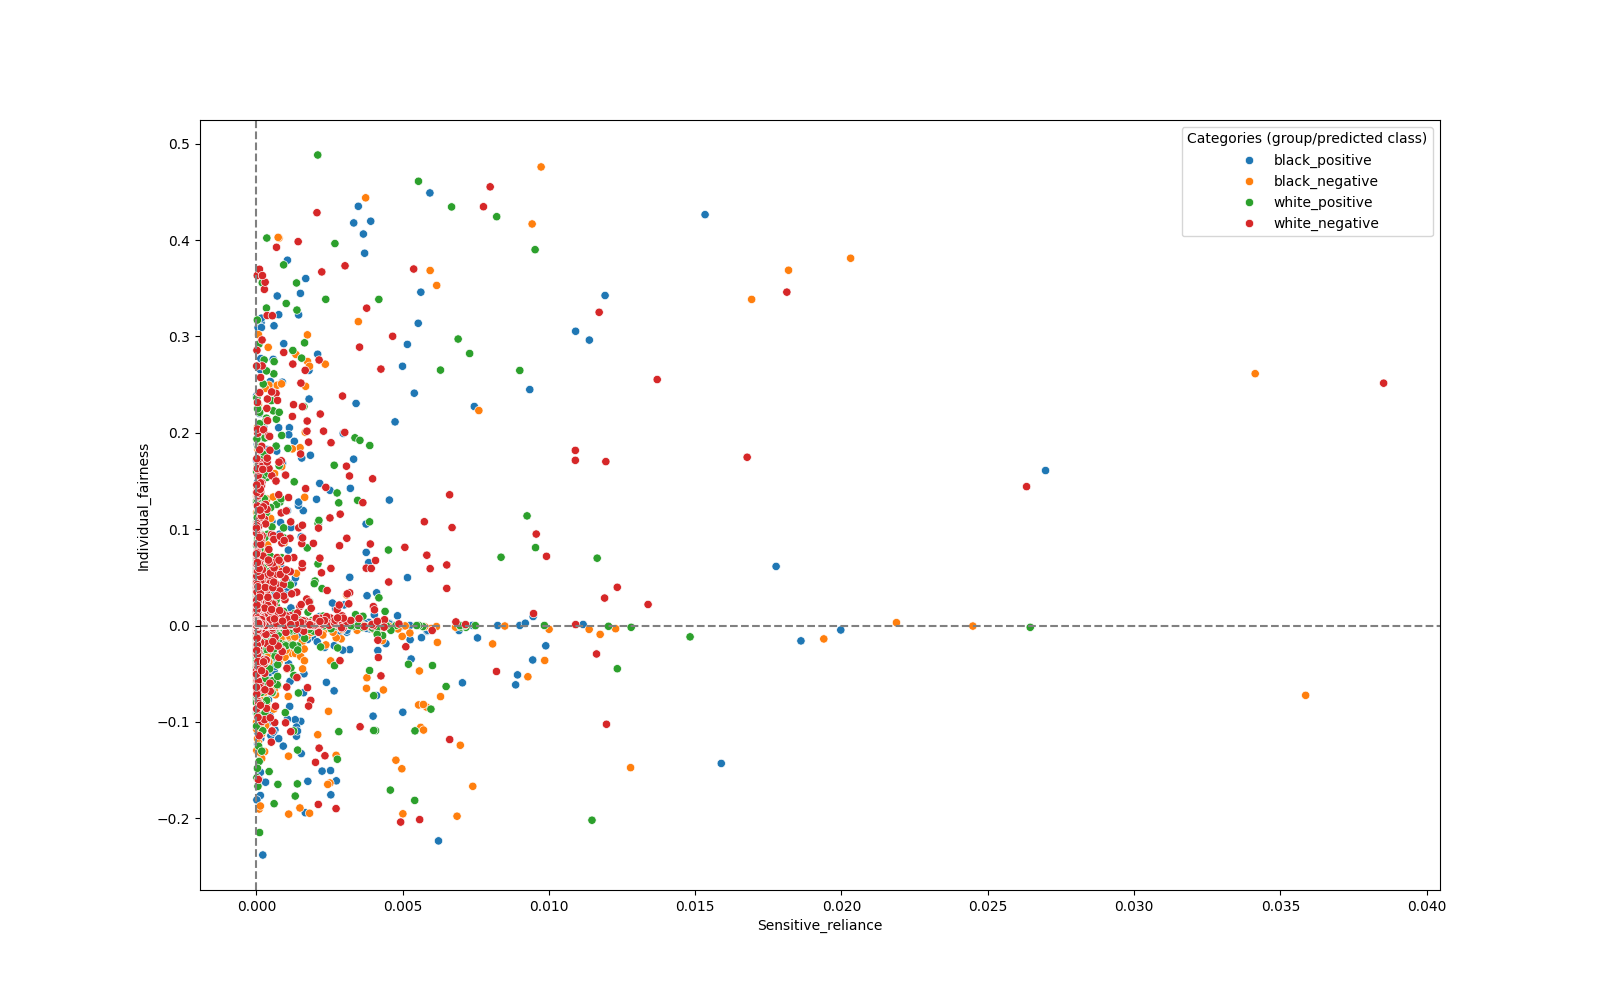 Categories (group/predicted class)
black_positive
black_negative
white_positive
white_negative
0.5
0.4
0.3
0.2
0.1
0.0
−0.1
−0.2
Individual_fairness
0.000 0.005 0.010 0.015 0.020 0.025 0.030 0.035 0.040
Sensitive_reliance